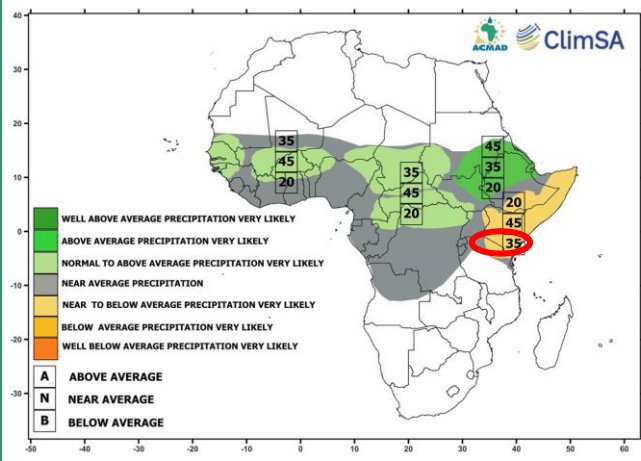 40
30
20
10
0
-10
-20
-30
ACMAD
ClimSA
35
45
20
35
45
20
45
35
20
20
45
35
WELL ABOVE AVERAGE PRECIPITATION VERY LIKELY
ABOVE AVERAGE PRECIPITATION VERY LIKELY
NORMAL TO ABOVE AVERAGE PRECIPITATION VERY LIKELY
NEAR AVERAGE PRECIPITATION
NEAR TO BELOW AVERAGE PRECIPITATION VERY LIKELY
BELOW AVERAGE PRECIPITATION VERY LIKELY
WELL BELOW AVERAGE PRECIPITATION VERY LIKELY
A ABOVE AVERAGE
N NEAR AVERAGE
B BELOW AVERAGE
-50 -40 -30 -20 -10 0 10 20 30 40 50 60